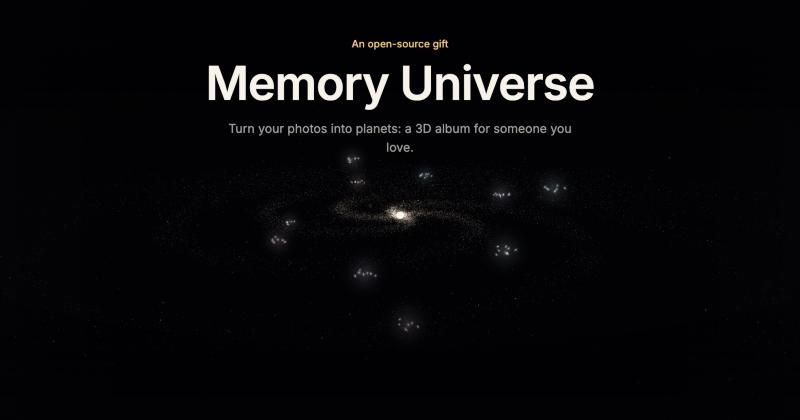 An open-source gift
Memory Universe
Turn your photos into planets: a 3D album for someone you
love.